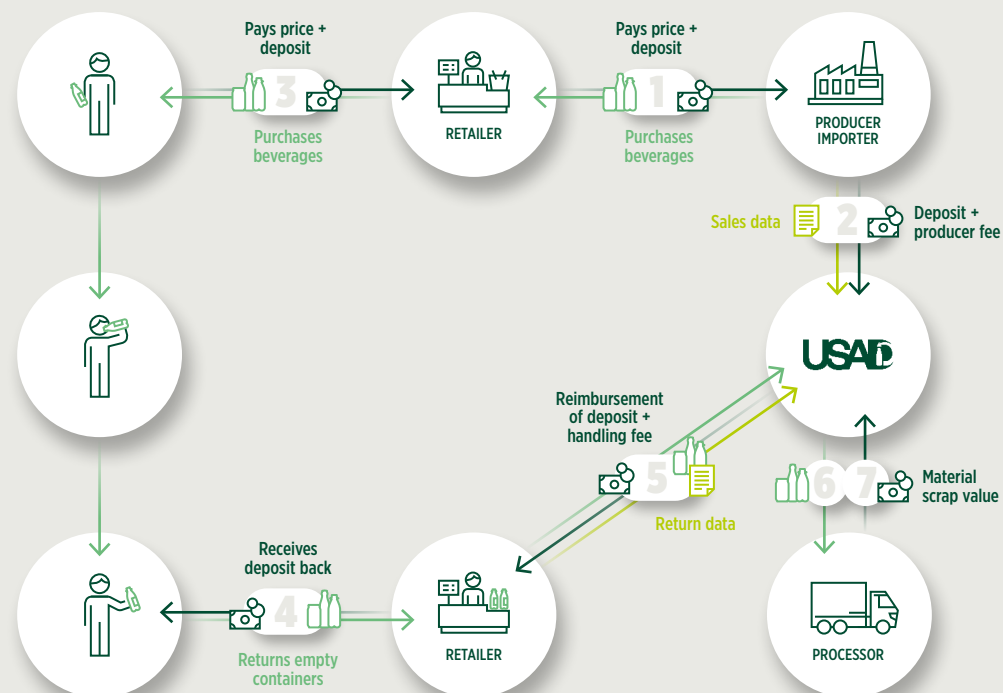 Pays price +
deposit
3
Purchases
beverages
RETAILER
Pays price +
deposit
1
Purchases
beverages
PRODUCER
IMPORTER
Sales data
2
Deposit +
producer fee
USAD
Reimbursement
of deposit +
handling fee
5
Return data
6
7
Material
scrap value
Receives
deposit back
4
Returns empty
containers
RETAILER
PROCESSOR